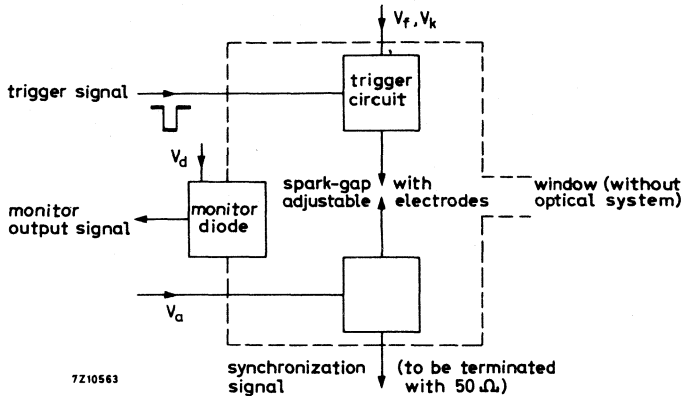 V_f, V_k
trigger signal
trigger
circuit
V_d
spark-gap with
adjustable electrodes
window (without
optical system)
monitor
output signal
monitor
diode
V_a
synchronization
signal
(to be terminated
with 50 Ω)
7Z10563